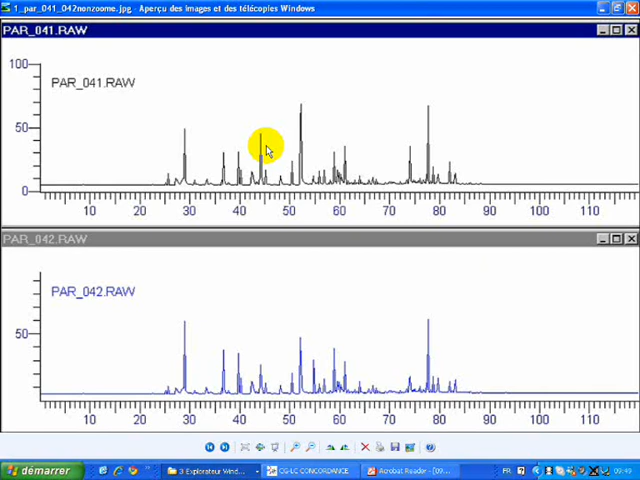 1_par_041_042nonzoome.jpg - Aperçu des images et des télécopies Windows
PAR_041.RAW
100
PAR_041.RAW
50
0
10 20 30 40 50 60 70 80 90 100 110
PAR_042.RAW
PAR_042.RAW
50
10 20 30 40 50 60 70 80 90 100 110
démarrer
3 Explorateur Wind...
CG-LC CONCORDANCE
Acrobat Reader - [09...
FR
09:49